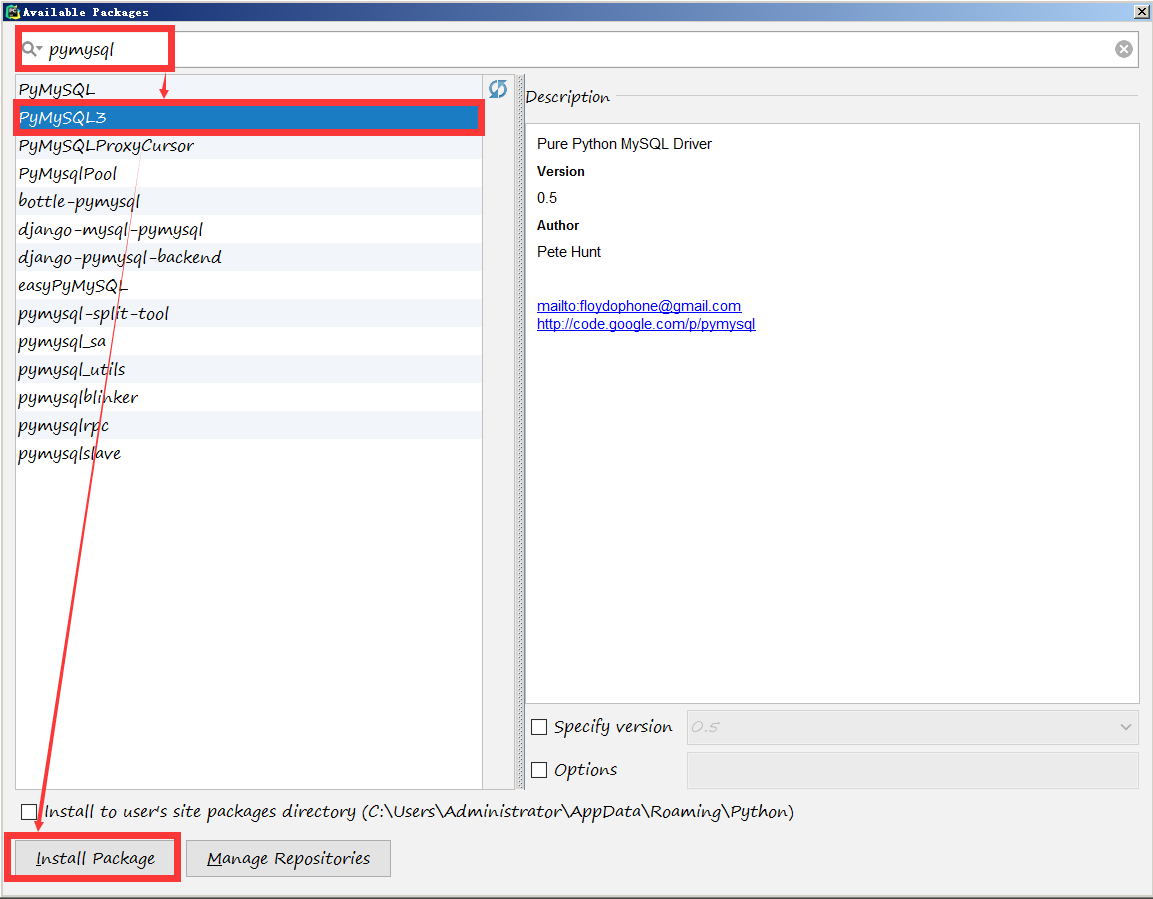 Available Packages
pymysql
PyMySQL
PyMySQL3
PyMySQLProxyCursor
PyMysqlPool
bottle-pymysql
django-mysql-pymysql
django-pymysql-backend
easyPyMySQL
pymysql-split-tool
pymysql_sa
pymysql_utils
pymysqlblinker
pymysqlrpc
pymysqlslave
Description
Pure Python MySQL Driver
Version
0.5
Author
Pete Hunt
mailto:floydophone@gmail.com
http://code.google.com/p/pymysql
Specify version 0.5
Options
Install to user's site packages directory (C:\Users\Administrator\AppData\Roaming\Python)
Install Package Manage Repositories